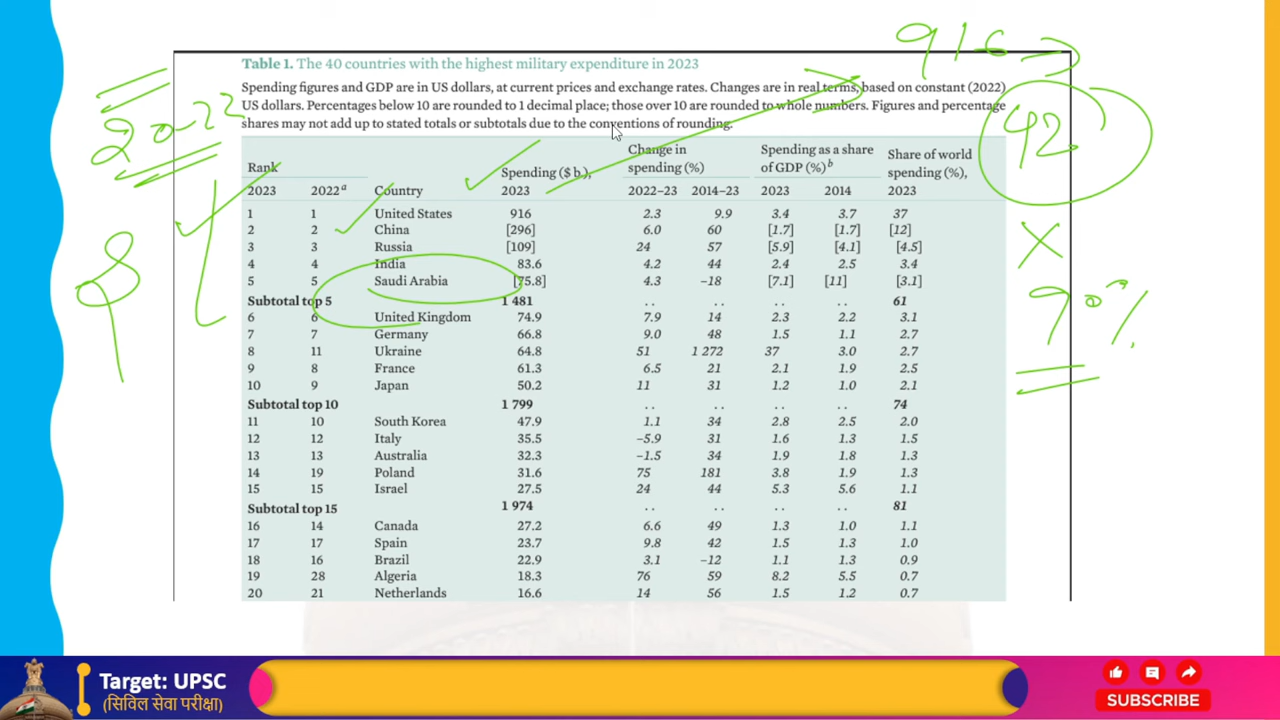 916
42
20-22
90%
Table 1. The 40 countries with the highest military expenditure in 2023
Spending figures and GDP are in US dollars, at current prices and exchange rates. Changes are in real terms, based on constant (2022)
US dollars. Percentages below 10 are rounded to 1 decimal place; those over 10 are rounded to whole numbers. Figures and percentage
shares may not add up to stated totals or subtotals due to the conventions of rounding.
Rank Country Spending ($ b.), 2023 Change in spending (%) Spending as a share of GDP (%)b Share of world spending (%), 2023
2023 2022a 2022–23 2014–23 2023 2014
1 1 United States 916 2.3 9.9 3.4 3.7 37
2 2 China [296] 6.0 60 [1.7] [1.7] [12]
3 3 Russia [109] 24 57 [5.9] [4.1] [4.5]
4 4 India 83.6 4.2 44 2.4 2.5 3.4
5 5 Saudi Arabia [75.8] 4.3 –18 [7.1] [11] [3.1]
Subtotal top 5 1 481 . . . . . . . . 61
6 6 United Kingdom 74.9 7.9 14 2.3 2.2 3.1
7 7 Germany 66.8 9.0 48 1.5 1.1 2.7
8 11 Ukraine 64.8 51 1 272 37 3.0 2.7
9 8 France 61.3 6.5 21 2.1 1.9 2.5
10 9 Japan 50.2 11 31 1.2 1.0 2.1
Subtotal top 10 1 799 . . . . . . . . 74
11 10 South Korea 47.9 1.1 34 2.8 2.5 2.0
12 12 Italy 35.5 –5.9 31 1.6 1.3 1.5
13 13 Australia 32.3 –1.5 34 1.9 1.8 1.3
14 19 Poland 31.6 75 181 3.8 1.9 1.3
15 15 Israel 27.5 24 44 5.3 5.6 1.1
Subtotal top 15 1 974 . . . . . . . . 81
16 14 Canada 27.2 6.6 49 1.3 1.0 1.1
17 17 Spain 23.7 9.8 42 1.5 1.3 1.0
18 16 Brazil 22.9 3.1 –12 1.1 1.3 0.9
19 28 Algeria 18.3 76 59 8.2 5.5 0.7
20 21 Netherlands 16.6 14 56 1.5 1.2 0.7
Target: UPSC
(सिविल सेवा परीक्षा)
SUBSCRIBE